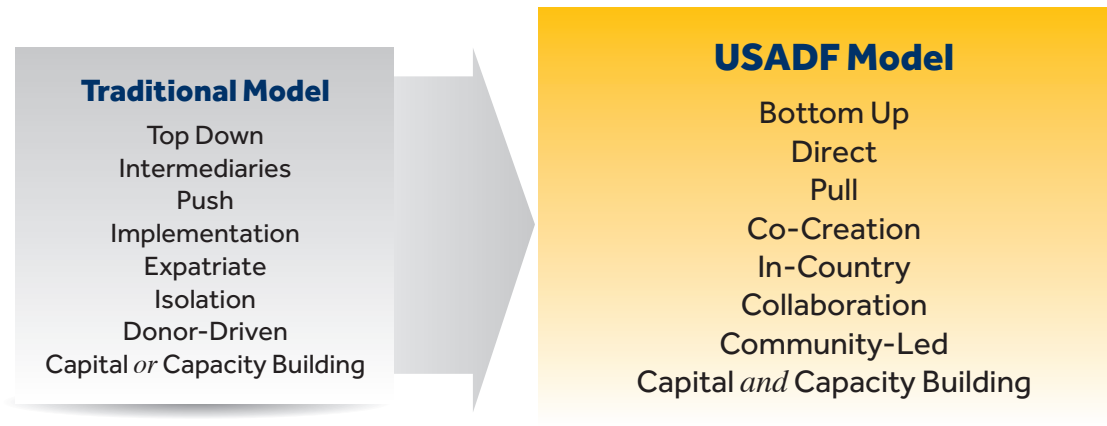 Traditional Model
Top Down
Intermediaries
Push
Implementation
Expatriate
Isolation
Donor-Driven
Capital or Capacity Building
USADF Model
Bottom Up
Direct
Pull
Co-Creation
In-Country
Collaboration
Community-Led
Capital and Capacity Building